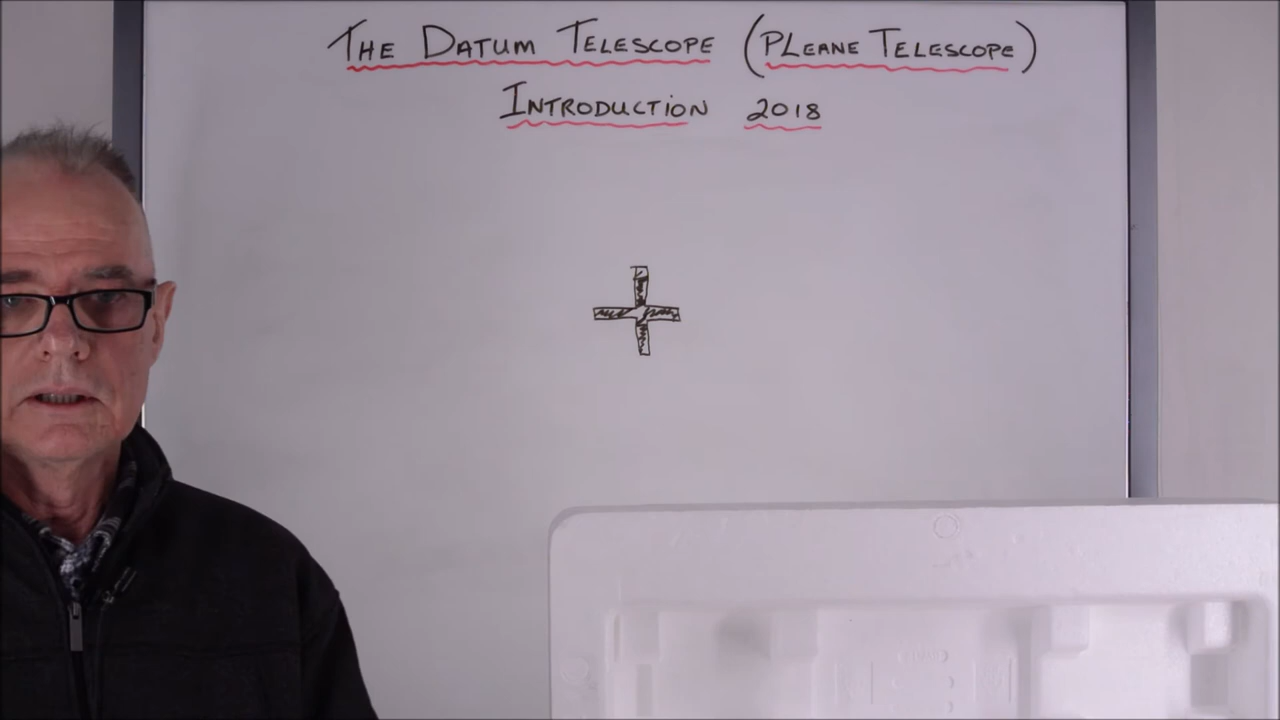 THE DATUM TELESCOPE (PLEANE TELESCOPE)
INTRODUCTION 2018